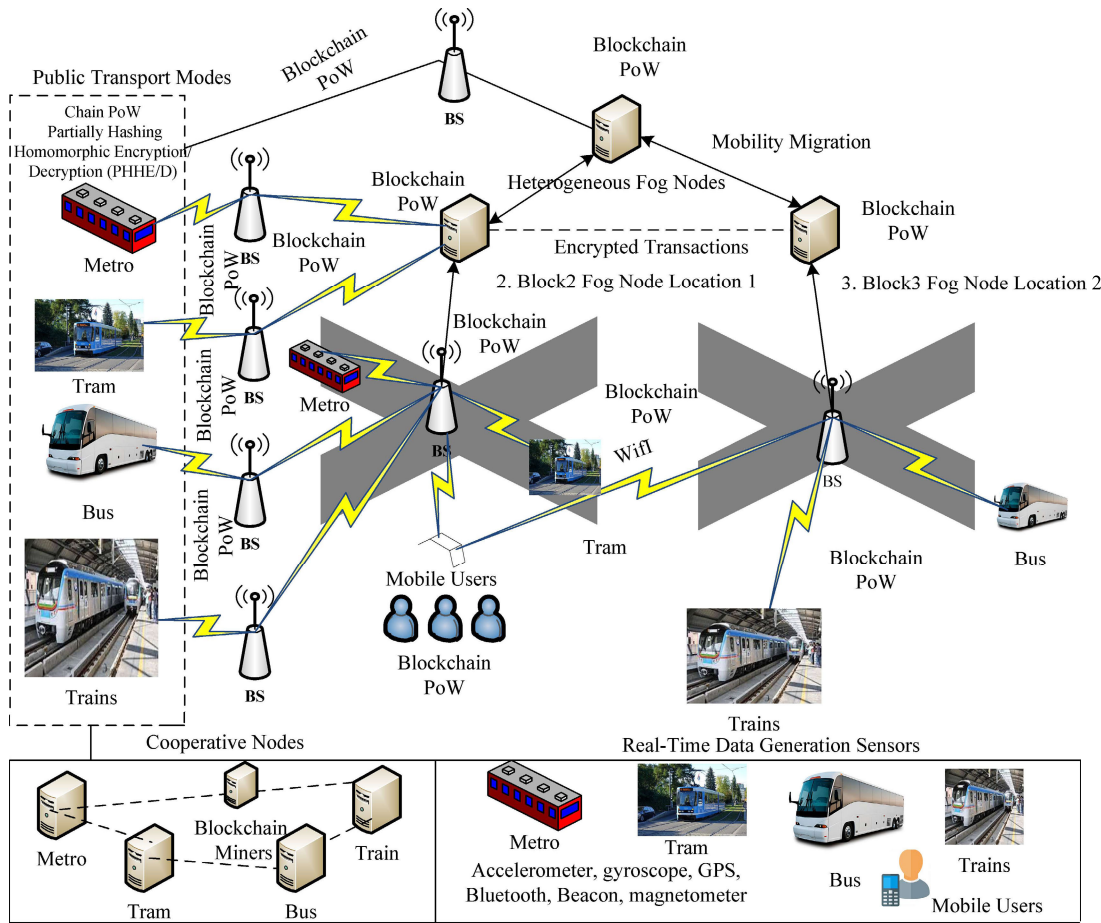 Public Transport Modes
Chain PoW
Partially Hashing
Homomorphic Encryption/
Decryption (PHHE/D)
Metro
Tram
Bus
Trains
Blockchain
PoW
BS
Blockchain
PoW
Mobility Migration
Heterogeneous Fog Nodes
Blockchain
PoW
Blockchain
PoW
Encrypted Transactions
2. Block2 Fog Node Location 1
3. Block3 Fog Node Location 2
BS
Blockchain
PoW
Blockchain
PoW
BS
Blockchain
PoW
BS
Blockchain
PoW
BS
Metro
Blockchain
PoW
BS
Blockchain
PoW
WifI
Tram
BS
Bus
Blockchain
PoW
Trains
Mobile Users
Blockchain
PoW
Cooperative Nodes
Metro
Blockchain
Miners
Train
Tram
Bus
Real-Time Data Generation Sensors
Metro
Tram
Accelerometer, gyroscope, GPS,
Bluetooth, Beacon, magnetometer
Bus
Trains
Mobile Users